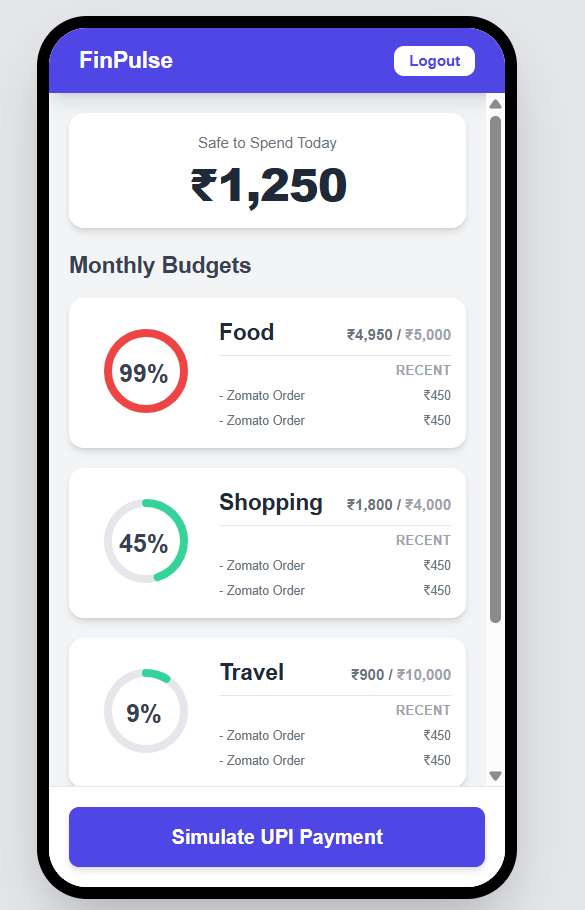 FinPulse
Logout
Safe to Spend Today
₹1,250
Monthly Budgets
99%
Food ₹4,950 / ₹5,000
RECENT
- Zomato Order ₹450
- Zomato Order ₹450
45%
Shopping ₹1,800 / ₹4,000
RECENT
- Zomato Order ₹450
- Zomato Order ₹450
9%
Travel ₹900 / ₹10,000
RECENT
- Zomato Order ₹450
- Zomato Order ₹450
Simulate UPI Payment